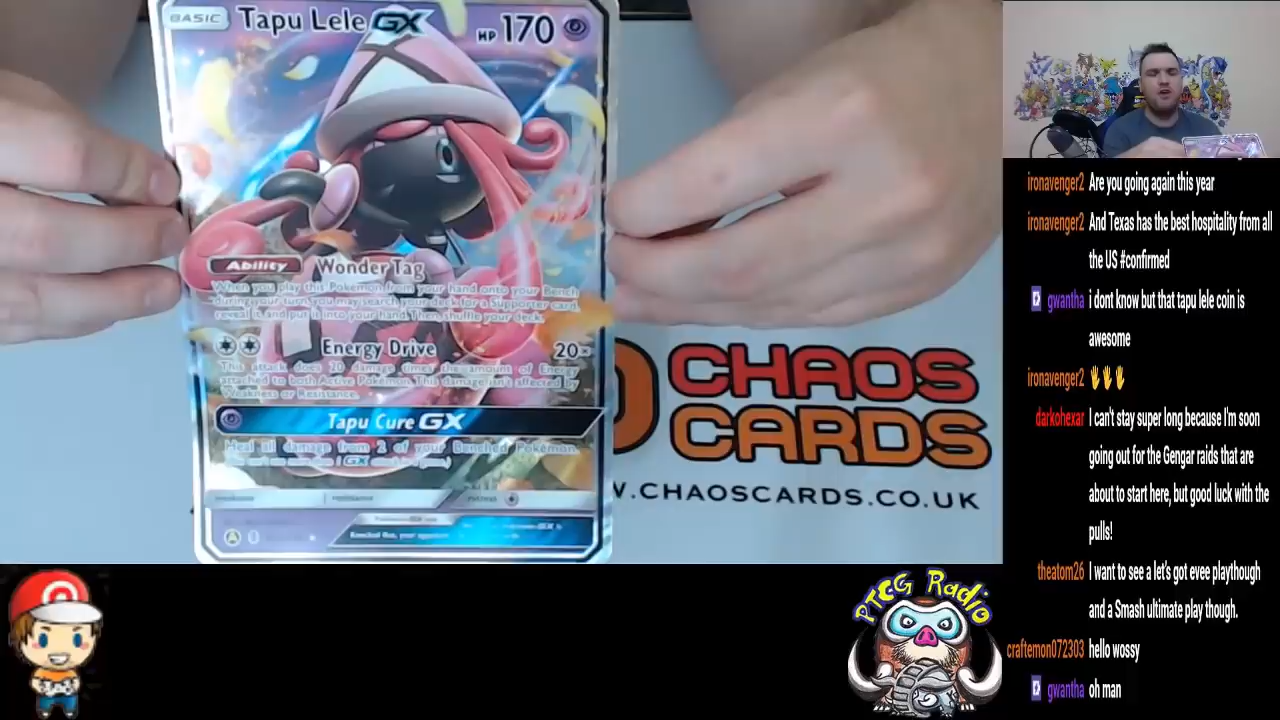 BASIC Tapu Lele GX HP 170
Ability Wonder Tag
When you play this Pokémon from your hand onto your Bench
during your turn, you may search your deck for a Supporter card,
reveal it, and put it into your hand. Then, shuffle your deck.
Energy Drive 20×
This attack does 20 damage times the amount of Energy
attached to both Active Pokémon. This damage isn't affected by
Weakness or Resistance.
Tapu Cure GX
Heal all damage from 2 of your Benched Pokémon.
CHAOS
CARDS
W.CHAOSCARDS.CO.UK
ironavenger2 Are you going again this year
ironavenger2 And Texas has the best hospitality from all
the US #confirmed
gwantha i dont know but that tapu lele coin is
awesome
ironavenger2 🖐🖐🖐
darkohexar I can't stay super long because I'm soon
going out for the Gengar raids that are
about to start here, but good luck with the
pulls!
theatom26 I want to see a let's got evee playthough
and a Smash ultimate play though.
craftemon072303 hello wossy
gwantha oh man
PTCG Radio